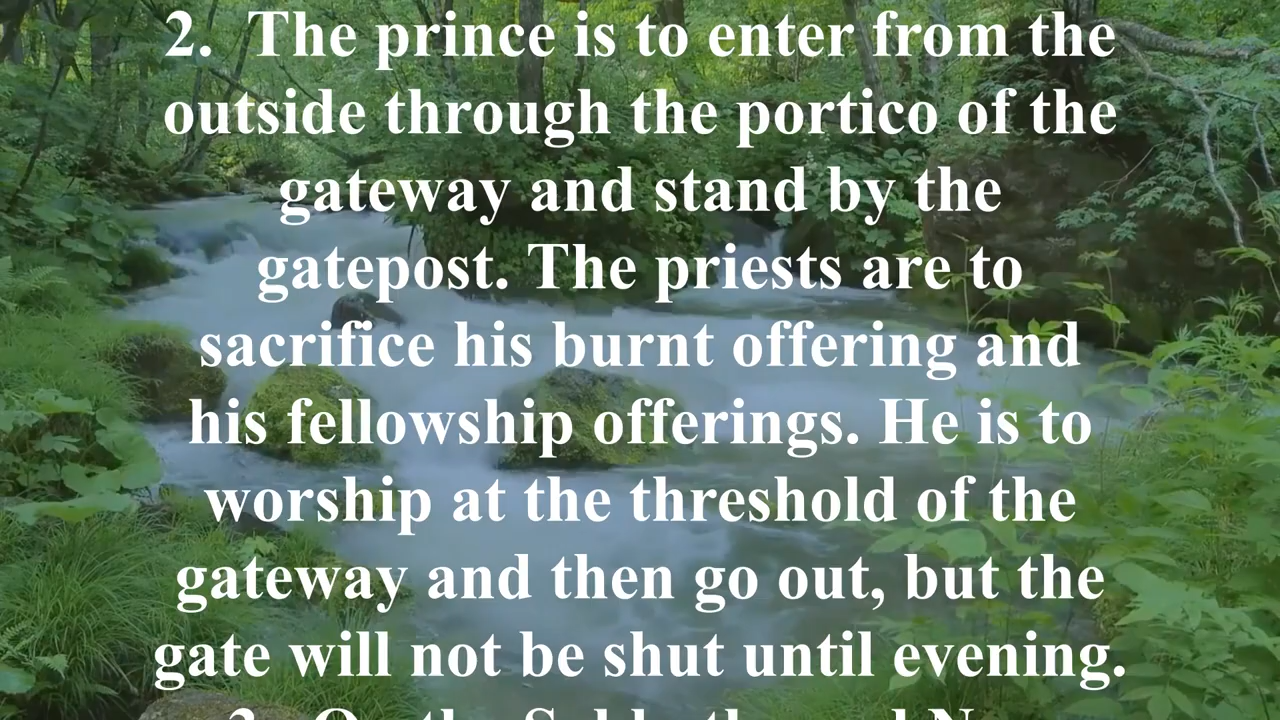 2. The prince is to enter from the
outside through the portico of the
gateway and stand by the
gatepost. The priests are to
sacrifice his burnt offering and
his fellowship offerings. He is to
worship at the threshold of the
gateway and then go out, but the
gate will not be shut until evening.